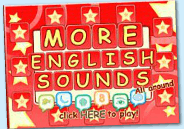 MORE
ENGLISH
SOUNDS
All around
click HERE to play!